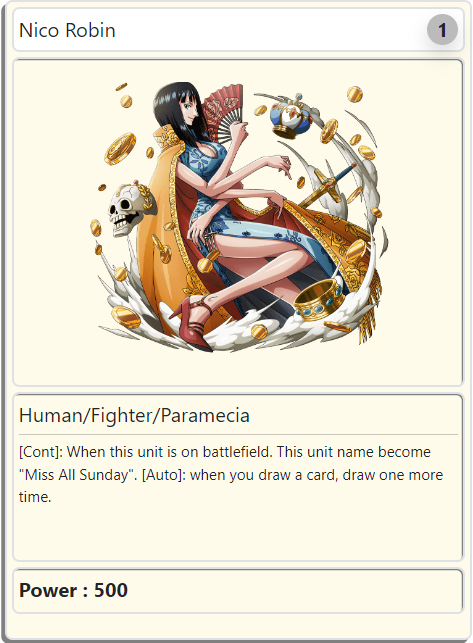 Nico Robin
1
Human/Fighter/Paramecia
[Cont]: When this unit is on battlefield. This unit name become
"Miss All Sunday". [Auto]: when you draw a card, draw one more
time.
Power : 500